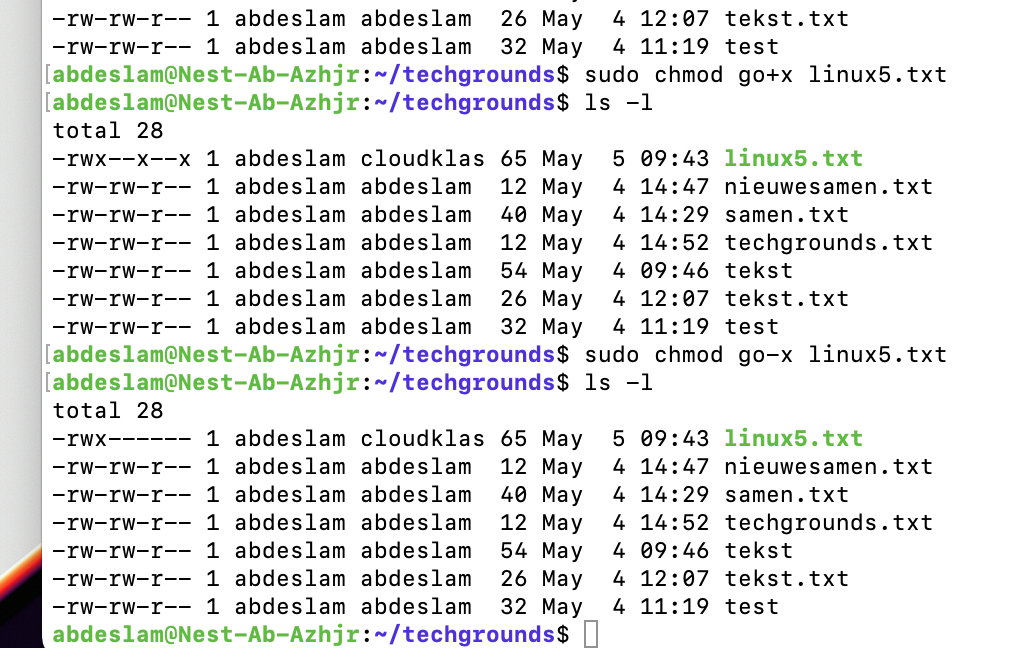 -rw-rw-r-- 1 abdeslam abdeslam  26 May  4 12:07 tekst.txt
-rw-rw-r-- 1 abdeslam abdeslam  32 May  4 11:19 test
[abdeslam@Nest-Ab-Azhjr:~/techgrounds$ sudo chmod go+x linux5.txt
[abdeslam@Nest-Ab-Azhjr:~/techgrounds$ ls -l
total 28
-rwx--x--x 1 abdeslam cloudklas 65 May  5 09:43 linux5.txt
-rw-rw-r-- 1 abdeslam abdeslam  12 May  4 14:47 nieuwesamen.txt
-rw-rw-r-- 1 abdeslam abdeslam  40 May  4 14:29 samen.txt
-rw-rw-r-- 1 abdeslam abdeslam  12 May  4 14:52 techgrounds.txt
-rw-rw-r-- 1 abdeslam abdeslam  54 May  4 09:46 tekst
-rw-rw-r-- 1 abdeslam abdeslam  26 May  4 12:07 tekst.txt
-rw-rw-r-- 1 abdeslam abdeslam  32 May  4 11:19 test
[abdeslam@Nest-Ab-Azhjr:~/techgrounds$ sudo chmod go-x linux5.txt
[abdeslam@Nest-Ab-Azhjr:~/techgrounds$ ls -l
total 28
-rwx------ 1 abdeslam cloudklas 65 May  5 09:43 linux5.txt
-rw-rw-r-- 1 abdeslam abdeslam  12 May  4 14:47 nieuwesamen.txt
-rw-rw-r-- 1 abdeslam abdeslam  40 May  4 14:29 samen.txt
-rw-rw-r-- 1 abdeslam abdeslam  12 May  4 14:52 techgrounds.txt
-rw-rw-r-- 1 abdeslam abdeslam  54 May  4 09:46 tekst
-rw-rw-r-- 1 abdeslam abdeslam  26 May  4 12:07 tekst.txt
-rw-rw-r-- 1 abdeslam abdeslam  32 May  4 11:19 test
abdeslam@Nest-Ab-Azhjr:~/techgrounds$